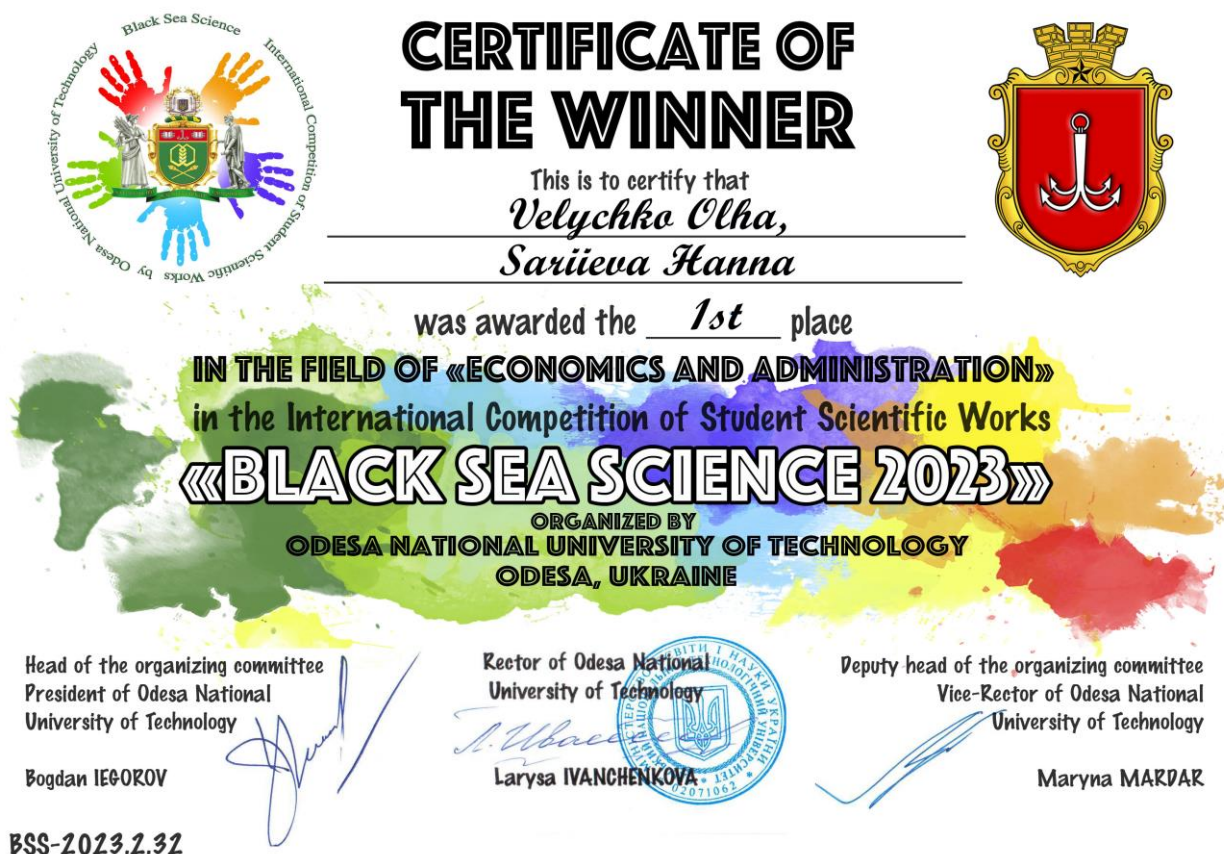 Black Sea Science
International Competition of Student Scientific Works
by Odesa National University of Technology
CERTIFICATE OF
THE WINNER
This is to certify that
Velychko Olha,
Sariieva Hanna
was awarded the 1st place
IN THE FIELD OF «ECONOMICS AND ADMINISTRATION»
in the International Competition of Student Scientific Works
«BLACK SEA SCIENCE 2023»
ORGANIZED BY
ODESA NATIONAL UNIVERSITY OF TECHNOLOGY
ODESA, UKRAINE
Head of the organizing committee
President of Odesa National
University of Technology
Bogdan IEGOROV
Rector of Odesa National
University of Technology
Larysa IVANCHENKOVA
ОСВІТИ І НАУКИ УКРАЇНИ
УНІВЕРСИТЕТ
02071062
Deputy head of the organizing committee
Vice-Rector of Odesa National
University of Technology
Maryna MARDAR
BSS-2023.2.32